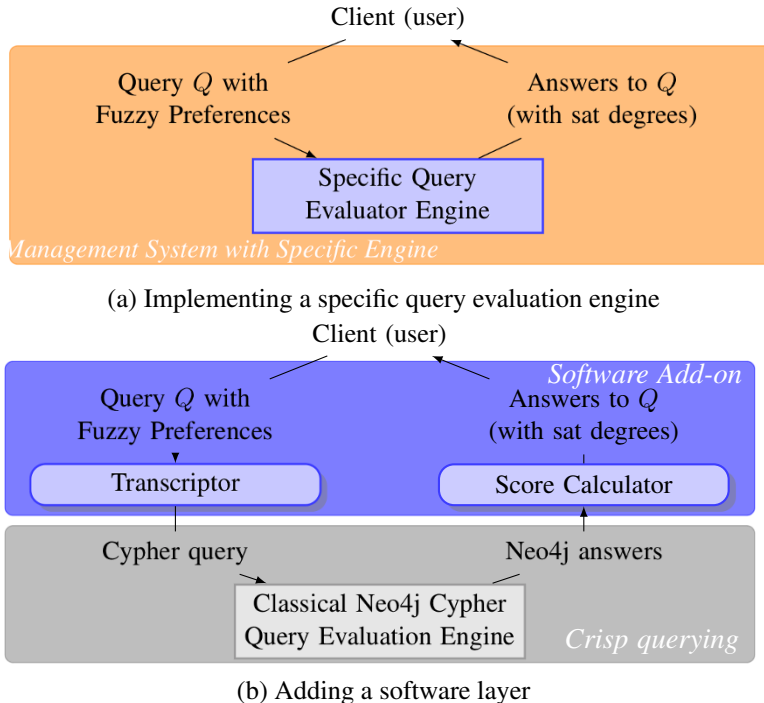 Client (user)
Query Q with
Fuzzy Preferences
Answers to Q
(with sat degrees)
Specific Query
Evaluator Engine
Management System with Specific Engine
(a) Implementing a specific query evaluation engine
Client (user)
Software Add-on
Query Q with
Fuzzy Preferences
Answers to Q
(with sat degrees)
Transcriptor
Score Calculator
Cypher query
Neo4j answers
Classical Neo4j Cypher
Query Evaluation Engine
Crisp querying
(b) Adding a software layer